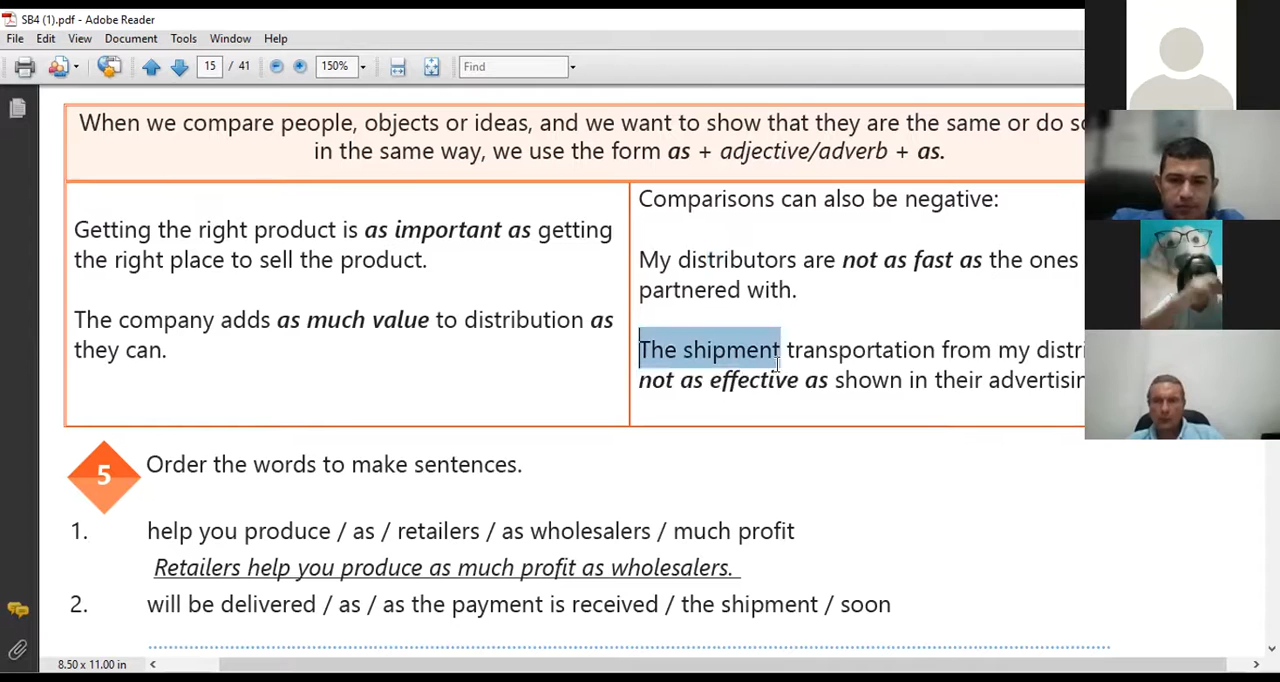 SB4 (1).pdf - Adobe Reader
File Edit View Document Tools Window Help
15 / 41 150% Find
When we compare people, objects or ideas, and we want to show that they are the same or do
in the same way, we use the form as + adjective/adverb + as.
Getting the right product is as important as getting
the right place to sell the product.
The company adds as much value to distribution as
they can.
Comparisons can also be negative:
My distributors are not as fast as the ones
partnered with.
The shipment transportation from my distri
not as effective as shown in their advertisin
5 Order the words to make sentences.
1. help you produce / as / retailers / as wholesalers / much profit
Retailers help you produce as much profit as wholesalers.
2. will be delivered / as / as the payment is received / the shipment / soon
8.50 x 11.00 in